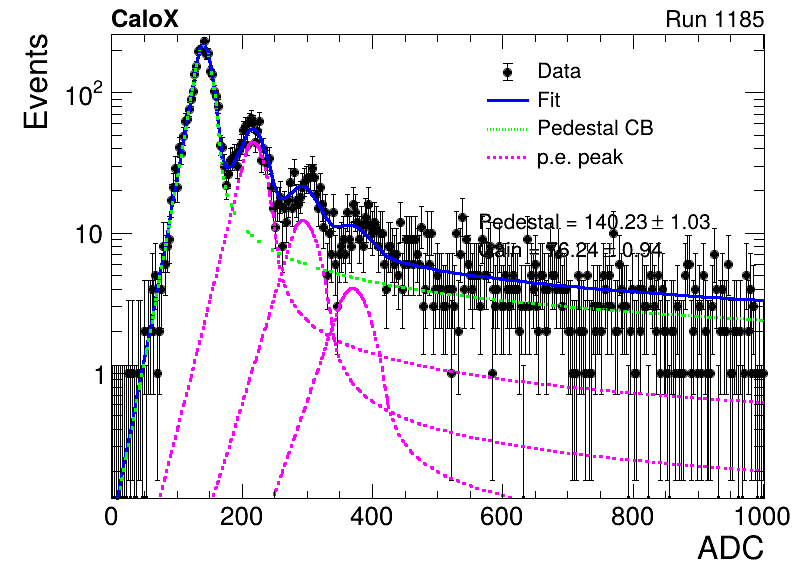 CaloX Run 1185
Events
Data
Fit
Pedestal CB
p.e. peak
Pedestal = 140.23 ± 1.03
Gain = 76.24 ± 0.94
10²
10
1
0 200 400 600 800 1000
ADC